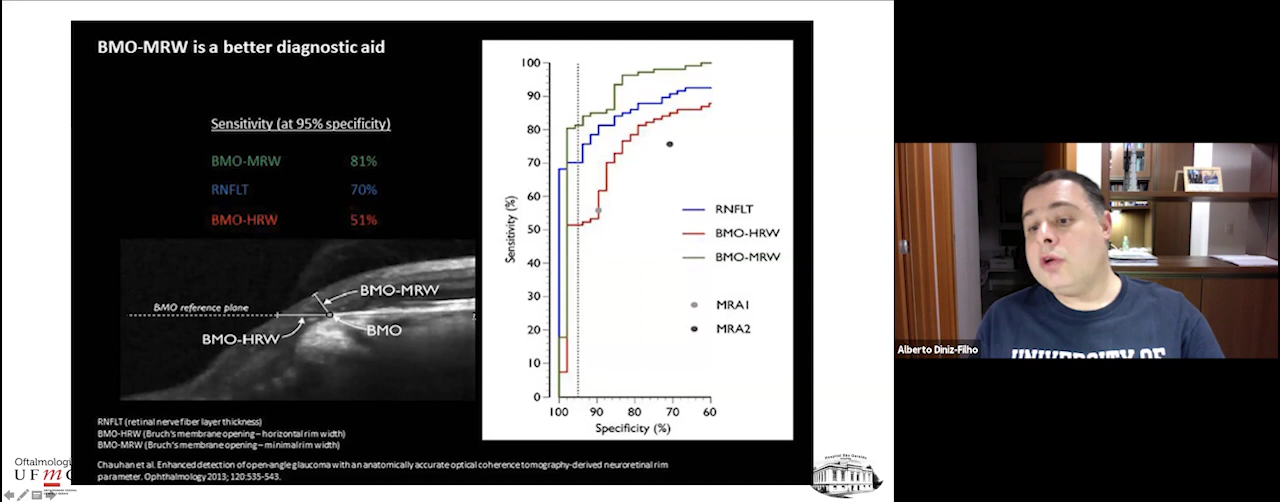 BMO-MRW is a better diagnostic aid
Sensitivity (at 95% specificity)
BMO-MRW 81%
RNFLT 70%
BMO-HRW 51%
BMO reference plane
BMO-MRW
BMO-HRW
BMO
RNFLT (retinal nerve fiber layer thickness)
BMO-HRW (Bruch's membrane opening – horizontal rim width)
BMO-MRW (Bruch's membrane opening – minimal rim width)
Chauhan et al. Enhanced detection of open-angle glaucoma with an anatomically accurate optical coherence tomography-derived neuroretinal rim
parameter. Ophthalmology 2013; 120:535-543.
Sensitivity (%)
100
90
80
70
60
50
40
30
20
10
0
100 90 80 70 60
Specificity (%)
RNFLT
BMO-HRW
BMO-MRW
MRA1
MRA2
Oftalmologi
UFmG
Hospital São Geraldo
Alberto Diniz-Filho
UNIVERSITY OF